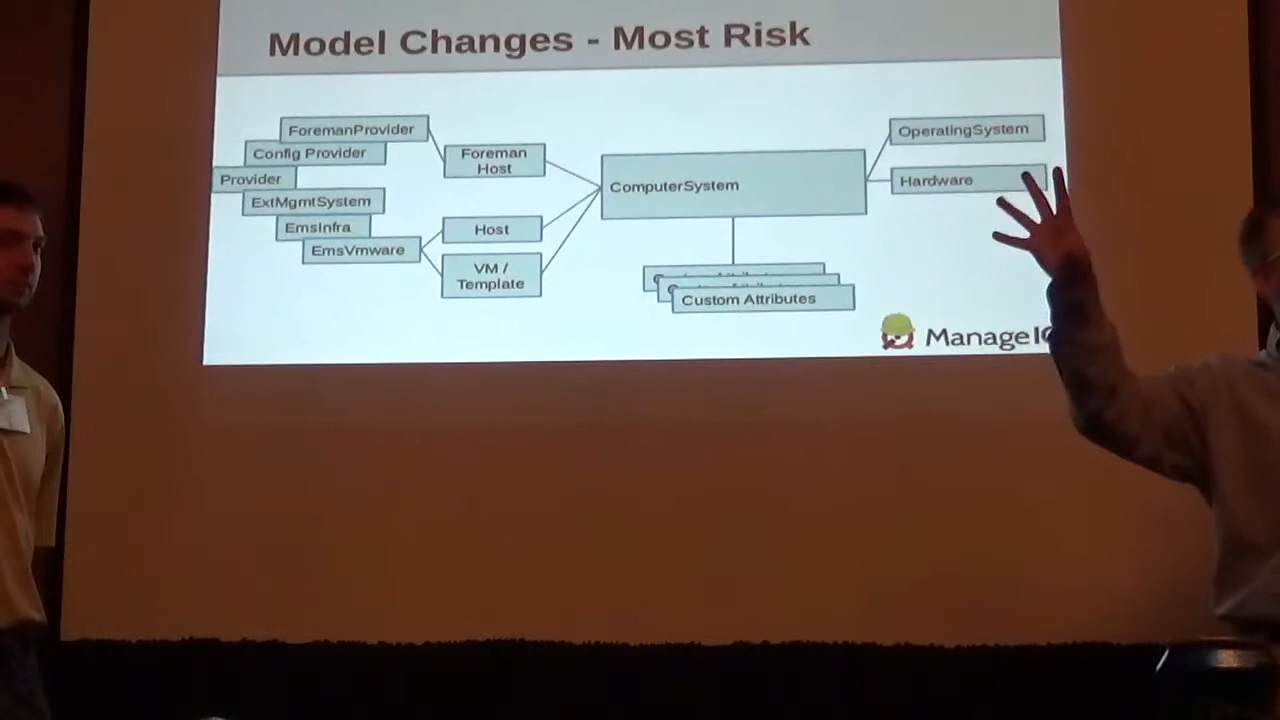 Model Changes - Most Risk
ForemanProvider
Config Provider
Provider
ExtMgmtSystem
EmsInfra
EmsVmware
Foreman
Host
Host
VM /
Template
ComputerSystem
Custom Attributes
OperatingSystem
Hardware